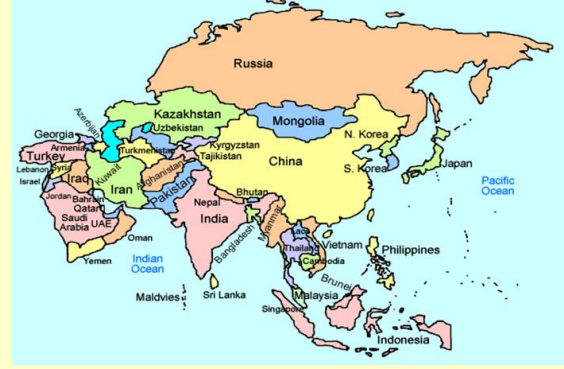 Russia
Kazakhstan
Mongolia
Uzbekistan
Azerbijan
Georgia
Armenia
Turkmenistan
Kyrgyzstan
Tajikistan
N. Korea
S. Korea
Japan
China
Turkey
Lebanon
Syria
Israel
Iraq
Kuwait
Iran
Afghanistan
Pakistan
Jordan
Bahrain
Qatar
Saudi
Arabia
UAE
Oman
Yemen
Nepal
Bhutan
India
Bangladesh
Myanmar
Laos
Thailand
Vietnam
Cambodia
Philippines
Pacific
Ocean
Indian
Ocean
Maldvies
Sri Lanka
Brunei
Malaysia
Singapore
Indonesia